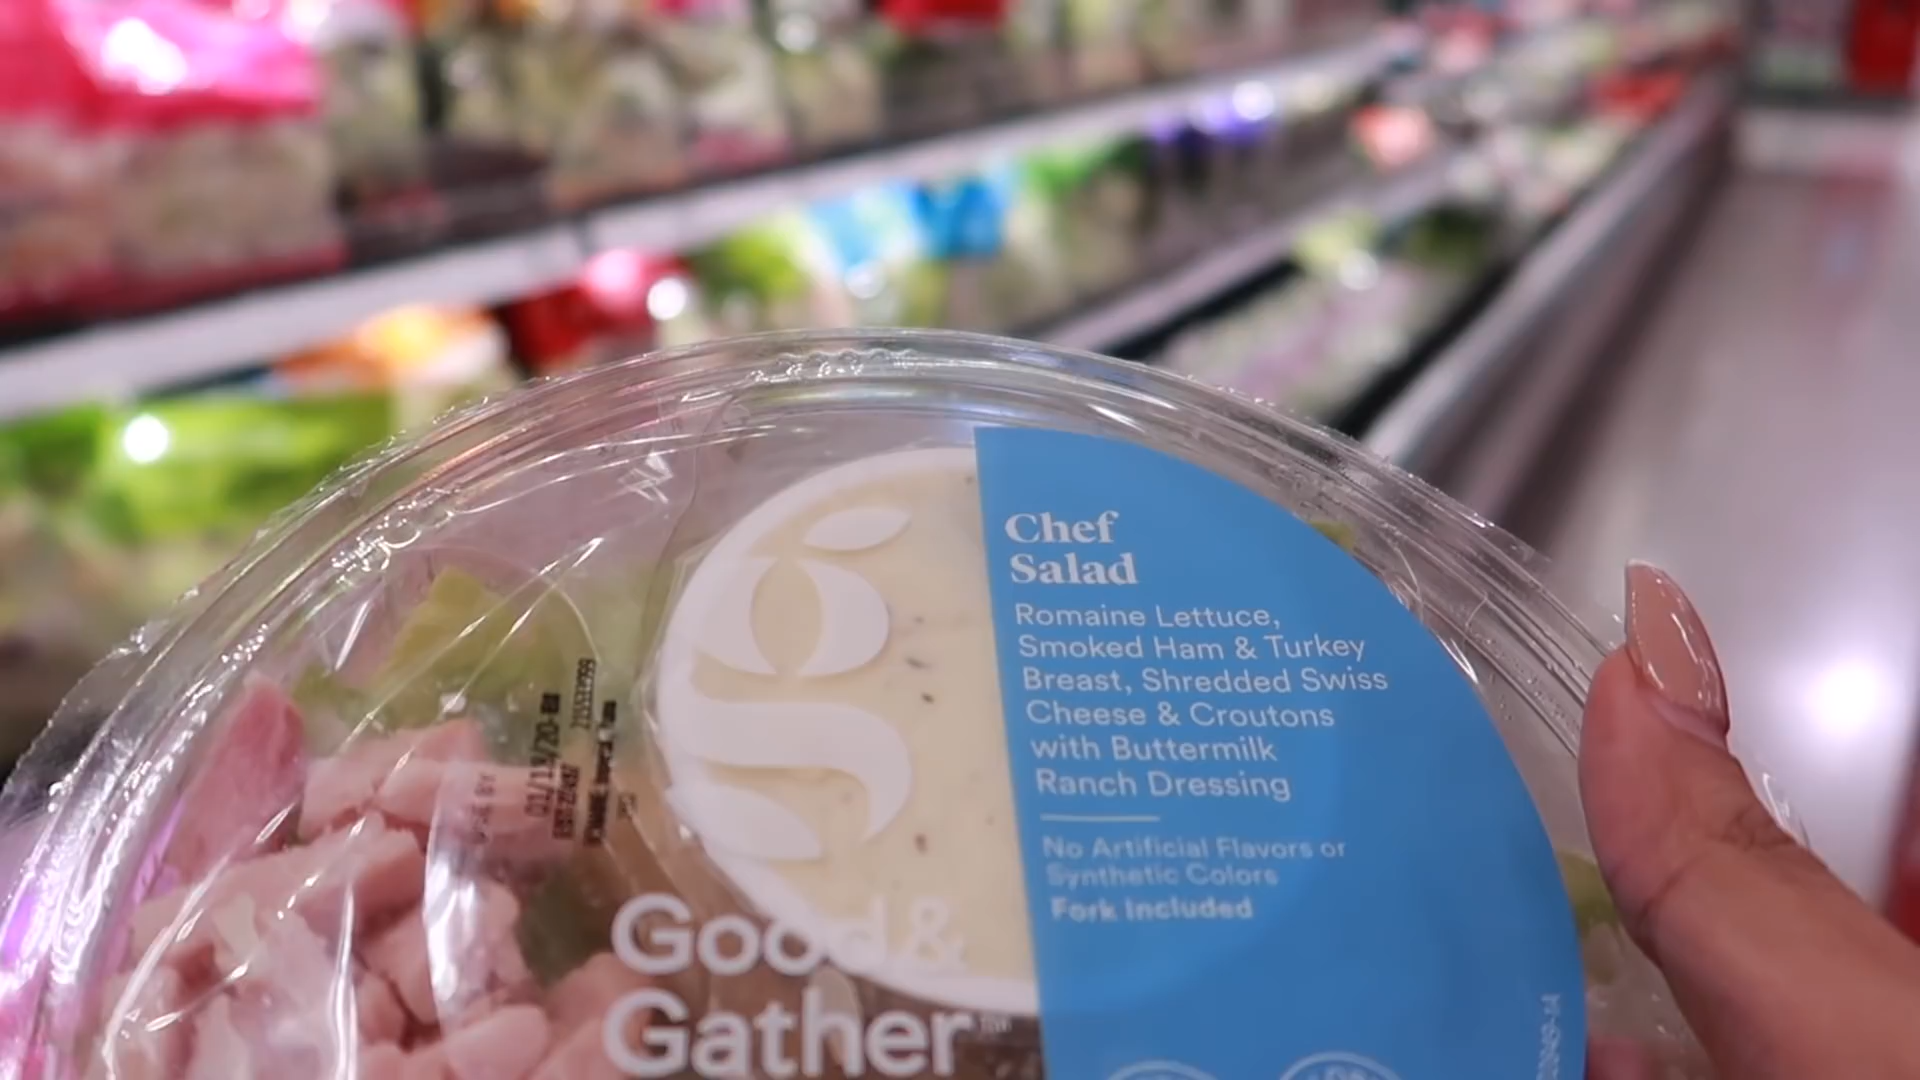 Chef
Salad
Romaine Lettuce,
Smoked Ham & Turkey
Breast, Shredded Swiss
Cheese & Croutons
with Buttermilk
Ranch Dressing
No Artificial Flavors or
Synthetic Colors
Fork Included
Good &
Gather™